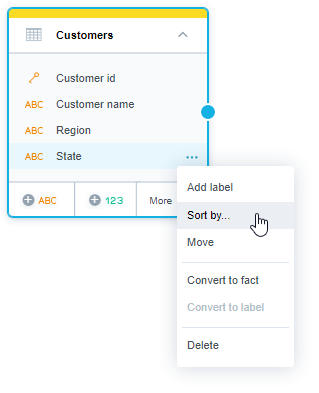 Customers
Customer id
ABC Customer name
ABC Region
ABC State ...
ABC 123 More
Add label
Sort by...
Move
Convert to fact
Convert to label
Delete